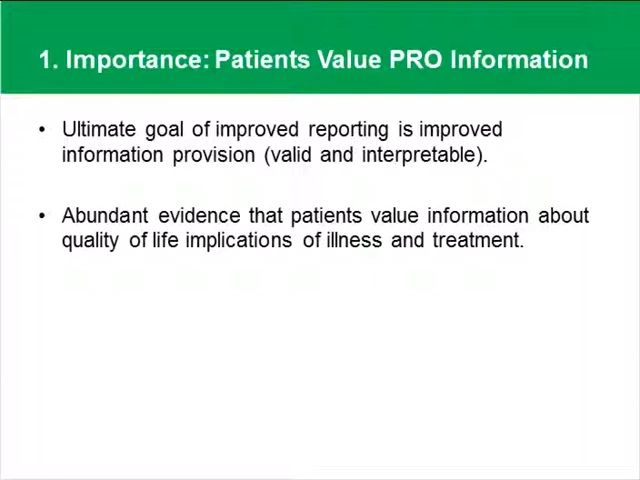 1. Importance: Patients Value PRO Information
• Ultimate goal of improved reporting is improved
information provision (valid and interpretable).
• Abundant evidence that patients value information about
quality of life implications of illness and treatment.